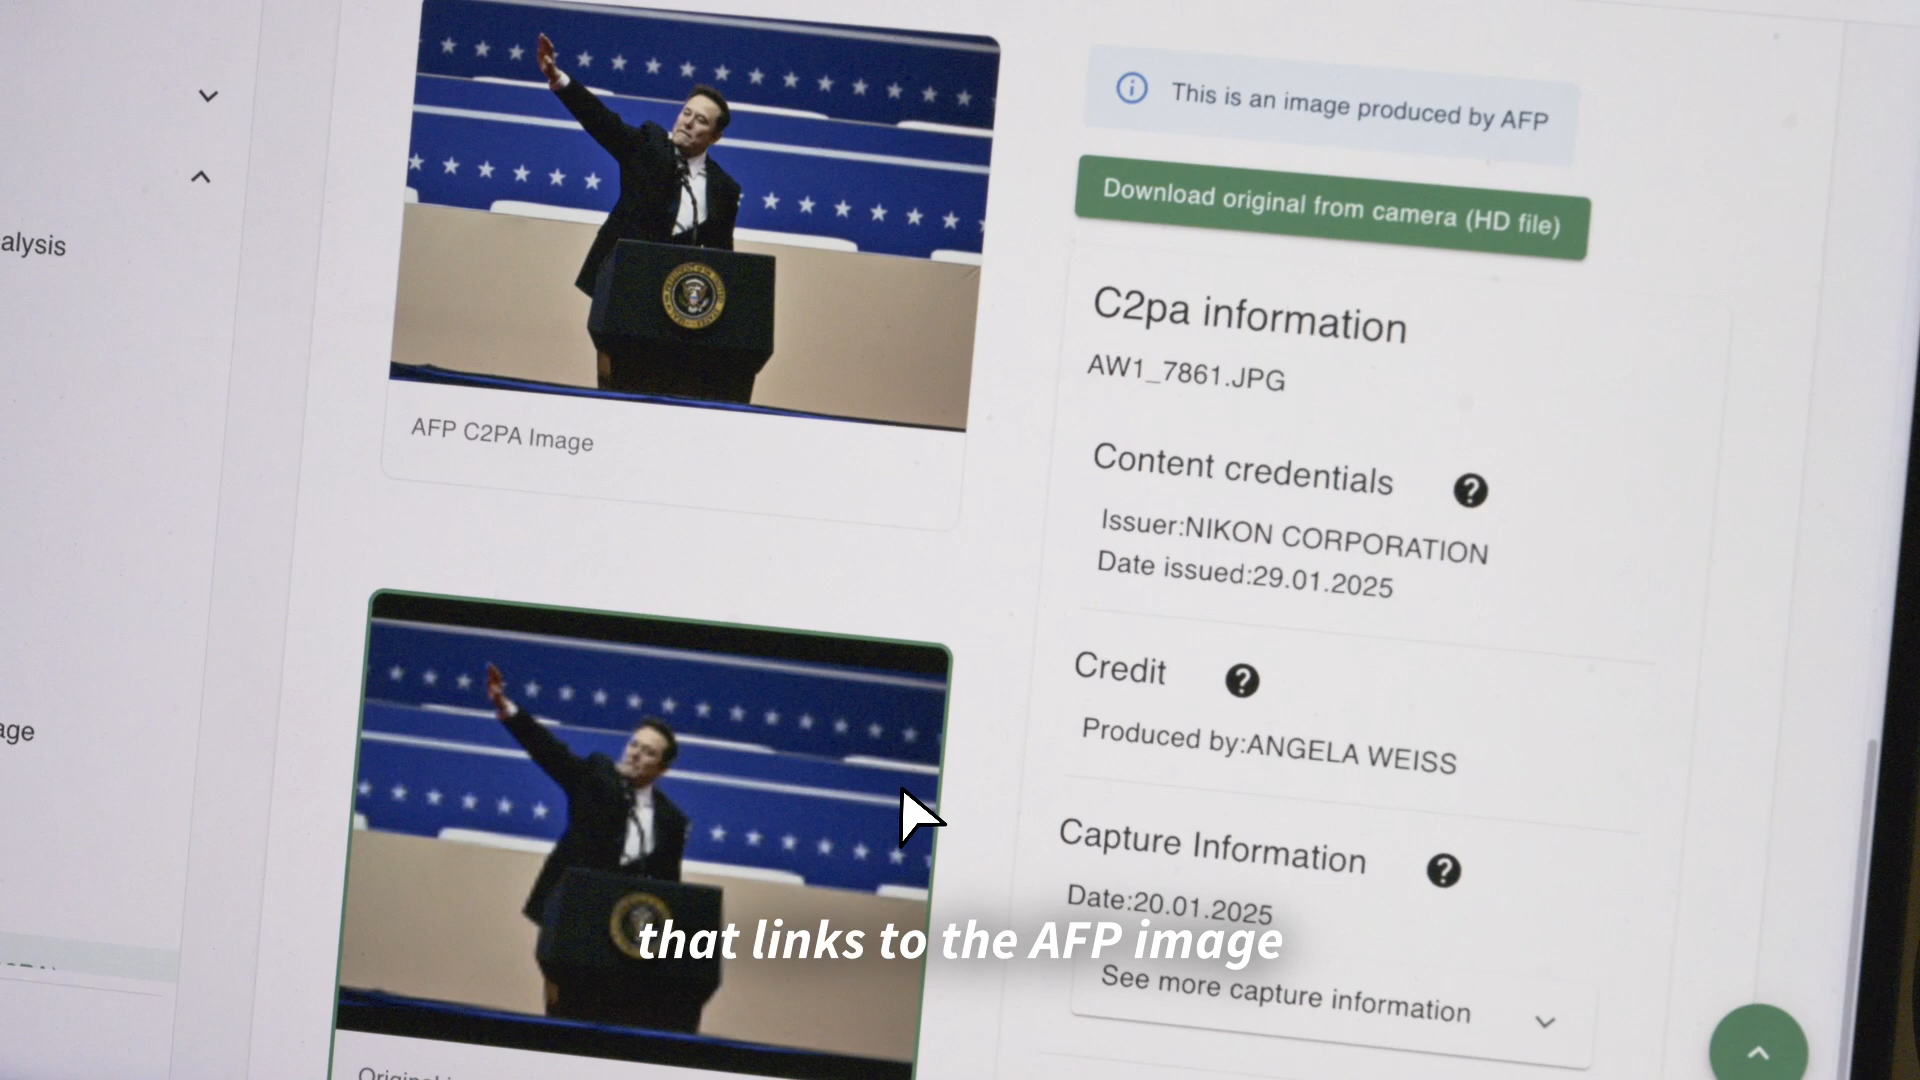 alysis
age
AFP C2PA Image
This is an image produced by AFP
Download original from camera (HD file)
C2pa information
AW1_7861.JPG
Content credentials
Issuer:NIKON CORPORATION
Date issued:29.01.2025
Credit
Produced by:ANGELA WEISS
Capture Information
Date:20.01.2025
See more capture information
that links to the AFP image